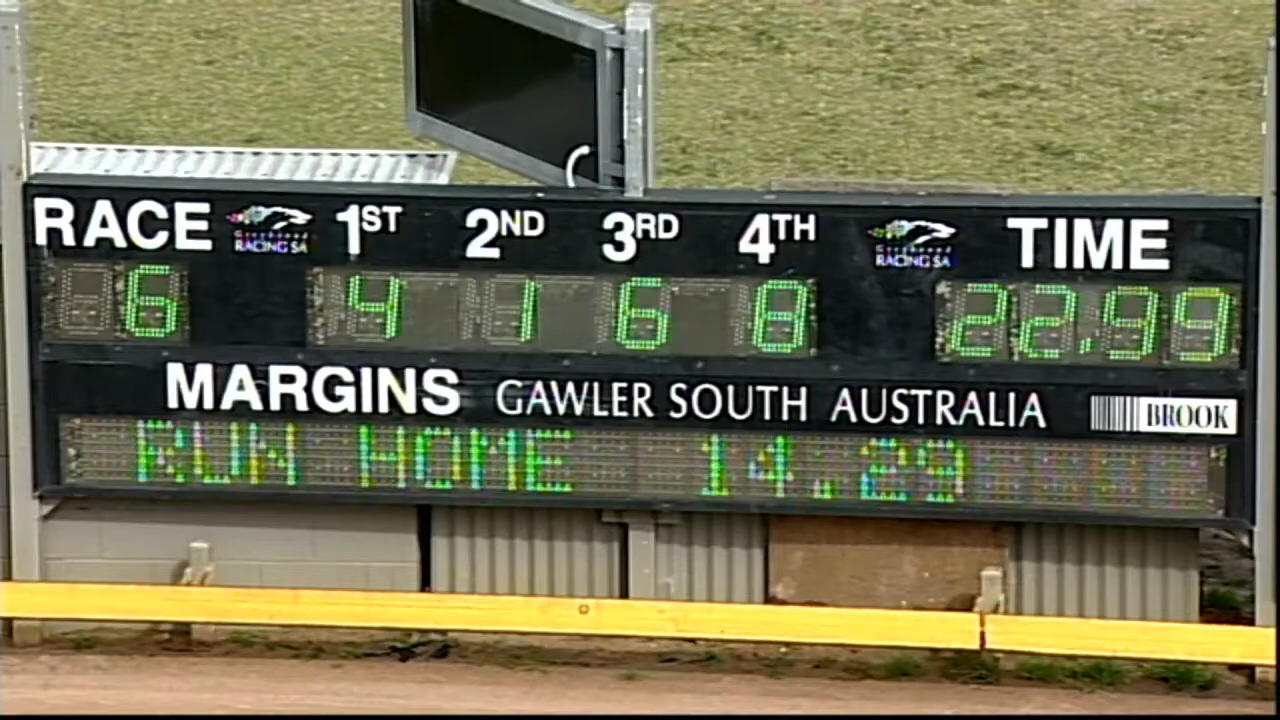 RACE Greyhound RACING SA 1ST 2ND 3RD 4TH Greyhound RACING SA TIME
6 4 1 6 8 22.99
MARGINS GAWLER SOUTH AUSTRALIA BROOK
RUN HOME 14.29